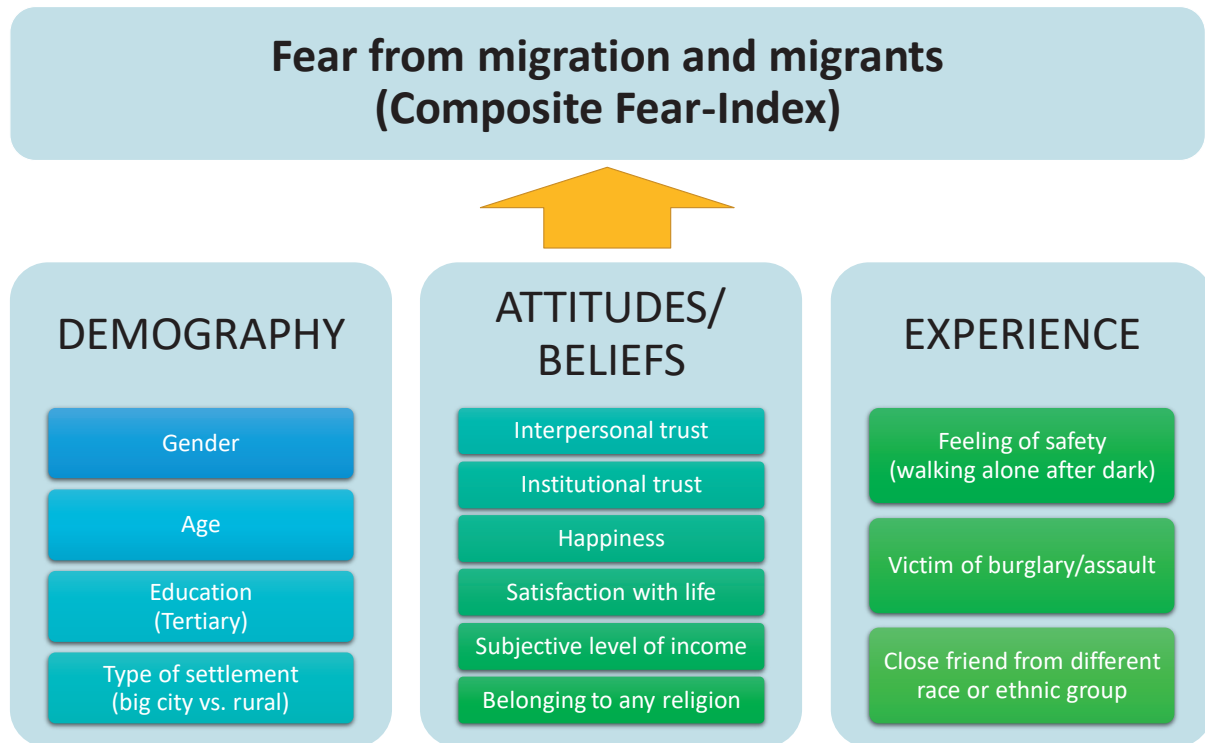 Fear from migration and migrants
(Composite Fear-Index)
DEMOGRAPHY
Gender
Age
Education
(Tertiary)
Type of settlement
(big city vs. rural)
ATTITUDES/
BELIEFS
Interpersonal trust
Institutional trust
Happiness
Satisfaction with life
Subjective level of income
Belonging to any religion
EXPERIENCE
Feeling of safety
(walking alone after dark)
Victim of burglary/assault
Close friend from different
race or ethnic group